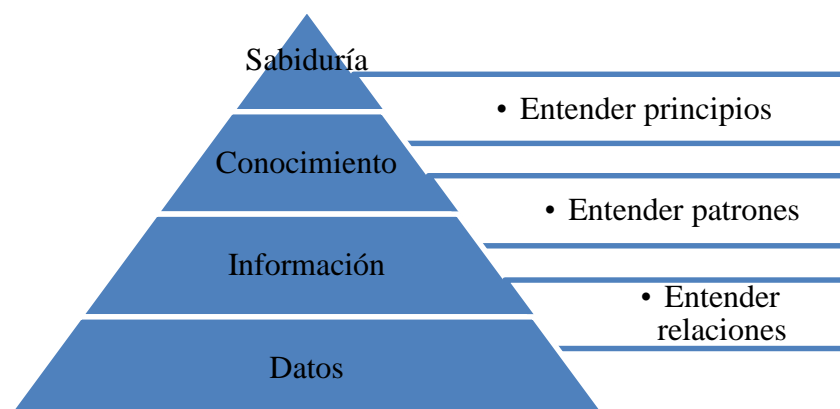 Sabiduría
• Entender principios
Conocimiento
• Entender patrones
Información
• Entender
relaciones
Datos